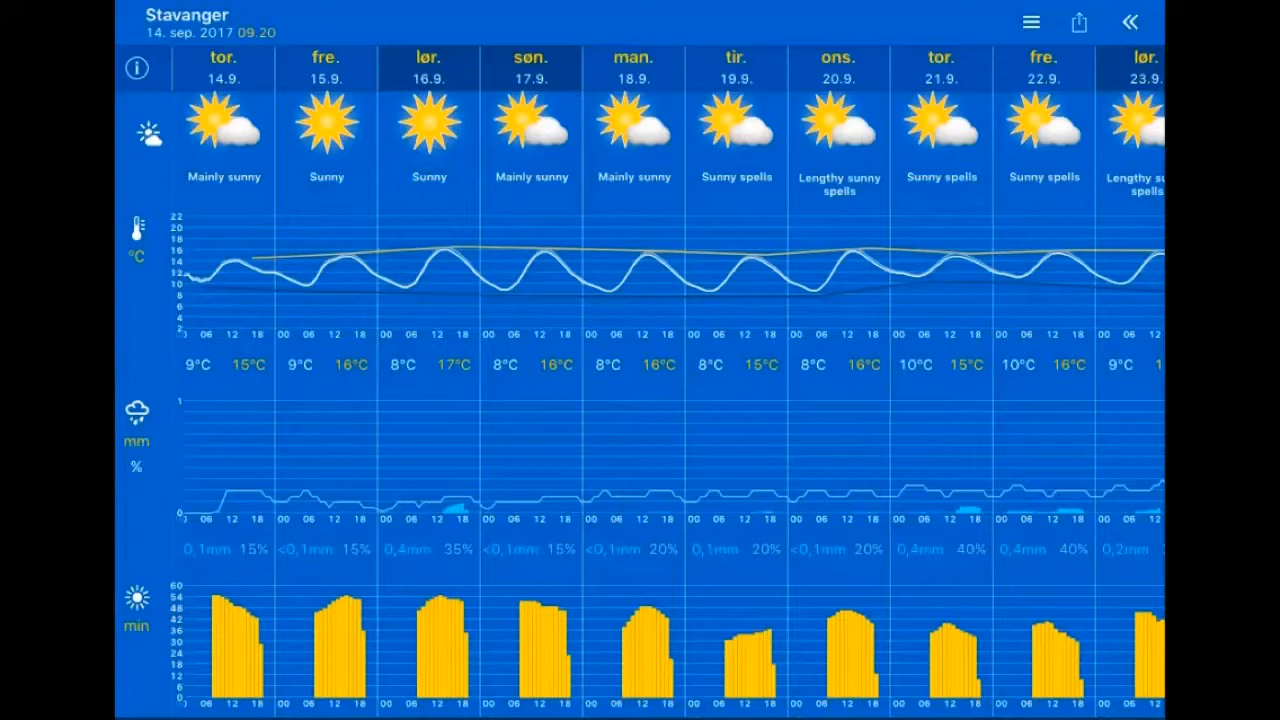 Stavanger
14. sep. 2017 09.20
tor. fre. lør. søn. man. tir. ons. tor. fre. lør.
14.9. 15.9. 16.9. 17.9. 18.9. 19.9. 20.9. 21.9. 22.9. 23.9.
Mainly sunny Sunny Sunny Mainly sunny Mainly sunny Sunny spells Lengthy sunny Sunny spells Sunny spells Lengthy su
spells spells
22
20
18
°C
16
14
12
10
8
6
4
2
06 12 18 00 06 12 18 00 06 12 18 00 06 12 18 00 06 12 18 00 06 12 18 00 06 12 18 00 06 12 18 00 06 12 18 00 06 12
9°C 15°C 9°C 16°C 8°C 17°C 8°C 16°C 8°C 16°C 8°C 15°C 8°C 16°C 10°C 15°C 10°C 16°C 9°C 1
1
mm
%
0
06 12 18 00 06 12 18 00 06 12 18 00 06 12 18 00 06 12 18 00 06 12 18 00 06 12 18 00 06 12 18 00 06 12 18 00 06 12
0,1mm 15% <0,1mm 15% 0,4mm 35% <0,1mm 15% <0,1mm 20% 0,1mm 20% <0,1mm 20% 0,4mm 40% 0,4mm 40% 0,2mm
60
54
48
42
min
36
30
24
18
12
6
0
06 12 18 00 06 12 18 00 06 12 18 00 06 12 18 00 06 12 18 00 06 12 18 00 06 12 18 00 06 12 18 00 06 12 18 00 06 12